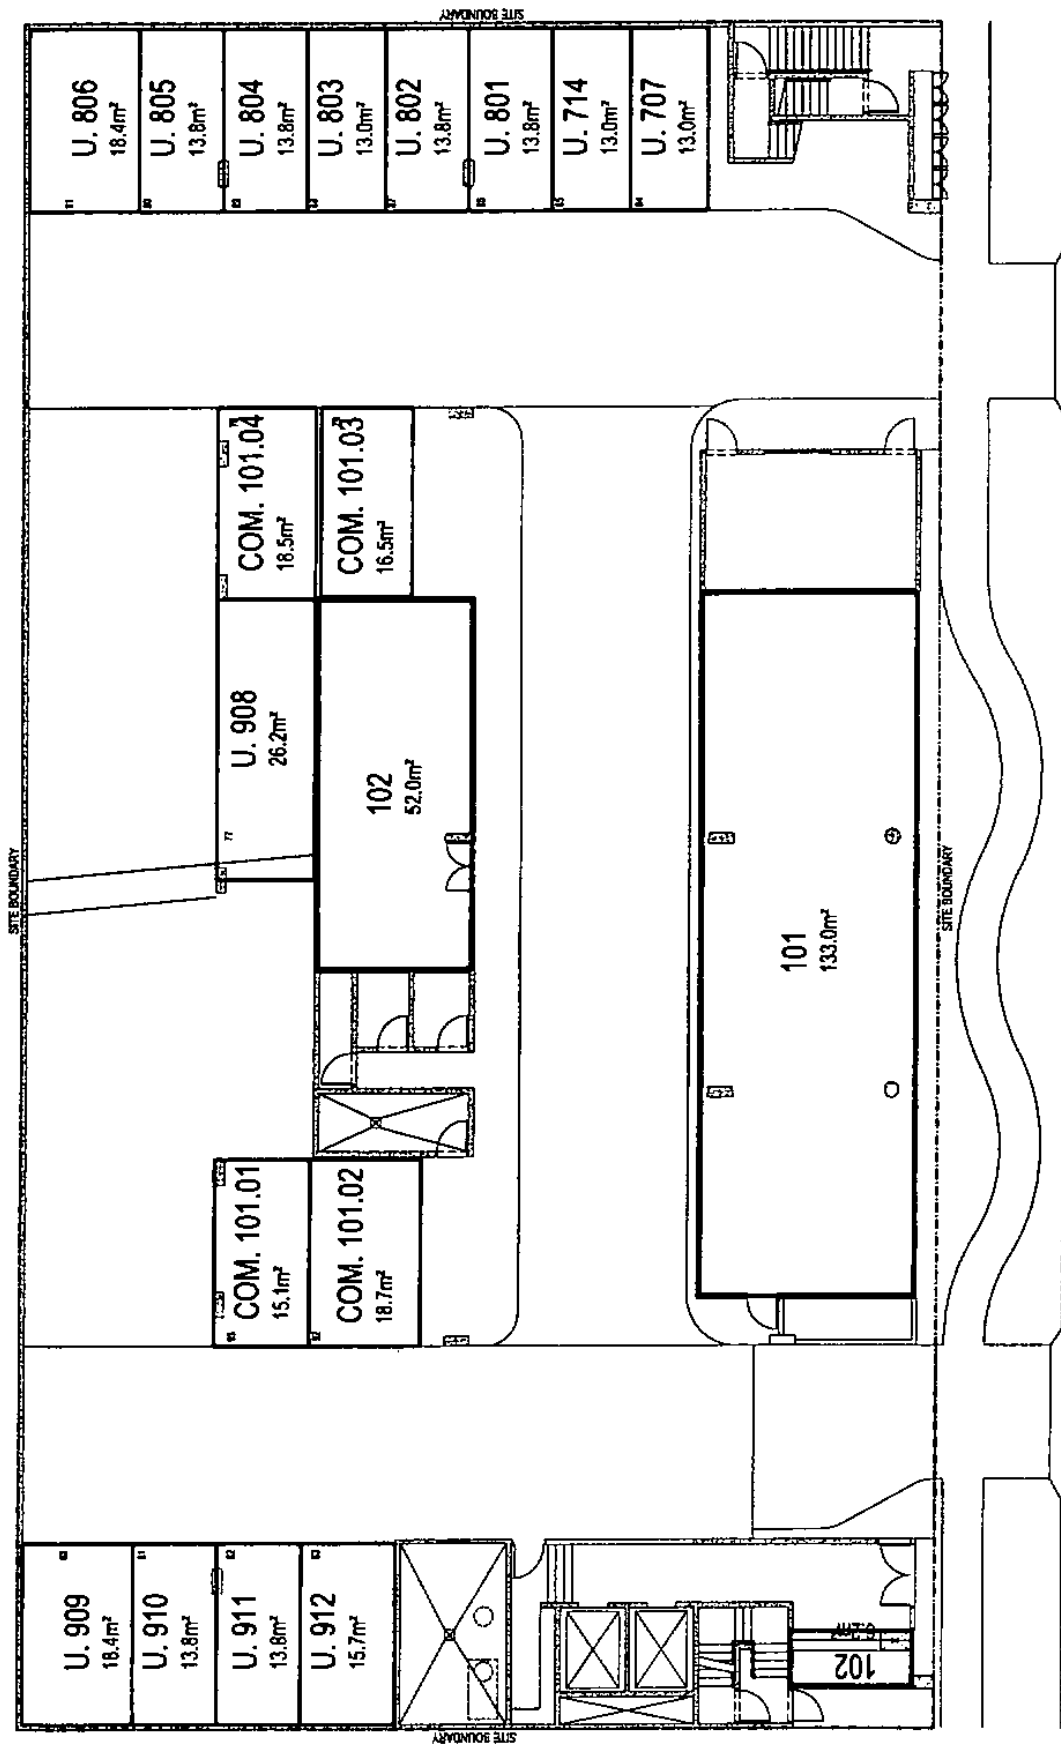 SITE BOUNDARY
U. 806
18.4m²
U. 805
13.8m²
U. 804
13.8m²
U. 803
13.0m²
U. 802
13.8m²
U. 801
13.8m²
U. 714
13.0m²
U. 707
13.0m²
COM. 101.04
18.5m²
COM. 101.03
16.5m²
U. 908
26.2m²
77
102
52.0m²
SITE BOUNDARY
101
133.0m²
SITE BOUNDARY
COM. 101.01
15.1m²
COM. 101.02
18.7m²
U. 909
18.4m²
U. 910
13.8m²
U. 911
13.8m²
U. 912
15.7m²
102
SITE BOUNDARY